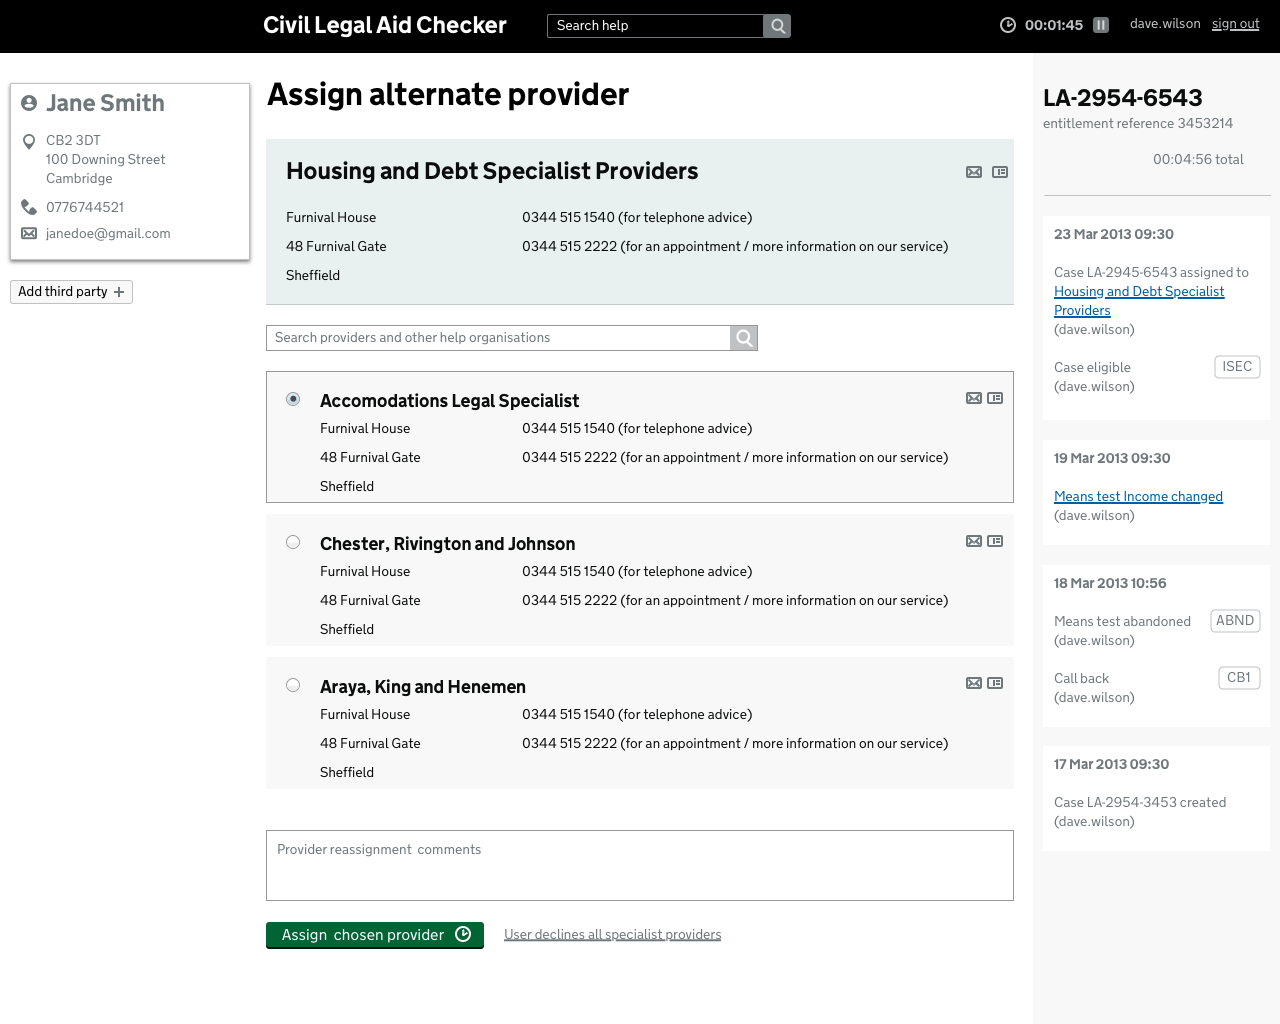 Civil Legal Aid Checker
Search help
00:01:45
dave.wilson
sign out
Jane Smith
CB2 3DT
100 Downing Street
Cambridge
0776744521
janedoe@gmail.com
Add third party
Assign alternate provider
Housing and Debt Specialist Providers
Furnival House
0344 515 1540 (for telephone advice)
48 Furnival Gate
0344 515 2222 (for an appointment / more information on our service)
Sheffield
Search providers and other help organisations
Accomodations Legal Specialist
Furnival House
0344 515 1540 (for telephone advice)
48 Furnival Gate
0344 515 2222 (for an appointment / more information on our service)
Sheffield
Chester, Rivington and Johnson
Furnival House
0344 515 1540 (for telephone advice)
48 Furnival Gate
0344 515 2222 (for an appointment / more information on our service)
Sheffield
Araya, King and Henemen
Furnival House
0344 515 1540 (for telephone advice)
48 Furnival Gate
0344 515 2222 (for an appointment / more information on our service)
Sheffield
Provider reassignment comments
Assign chosen provider
User declines all specialist providers
LA-2954-6543
entitlement reference 3453214
00:04:56 total
23 Mar 2013 09:30
Case LA-2945-6543 assigned to
Housing and Debt Specialist
Providers
(dave.wilson)
Case eligible
ISEC
(dave.wilson)
19 Mar 2013 09:30
Means test Income changed
(dave.wilson)
18 Mar 2013 10:56
Means test abandoned
ABND
(dave.wilson)
Call back
CB1
(dave.wilson)
17 Mar 2013 09:30
Case LA-2954-3453 created
(dave.wilson)